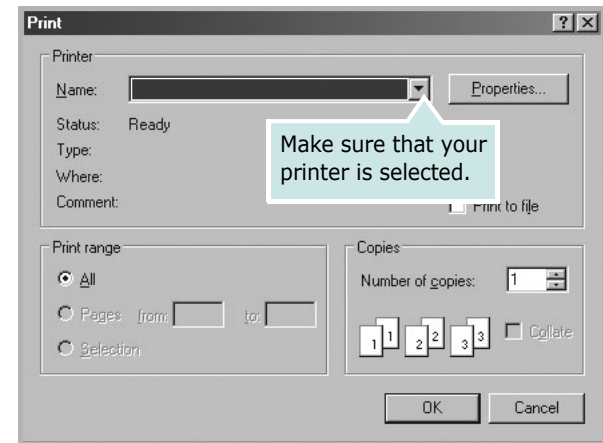 Print
Printer
Name:
Properties...
Status: Ready
Type:
Make sure that your
printer is selected.
Where:
Comment:
Print to file
Print range
All
Pages from: to:
Selection
Copies
Number of copies: 1
1 1 2 2 3 3
Collate
OK Cancel